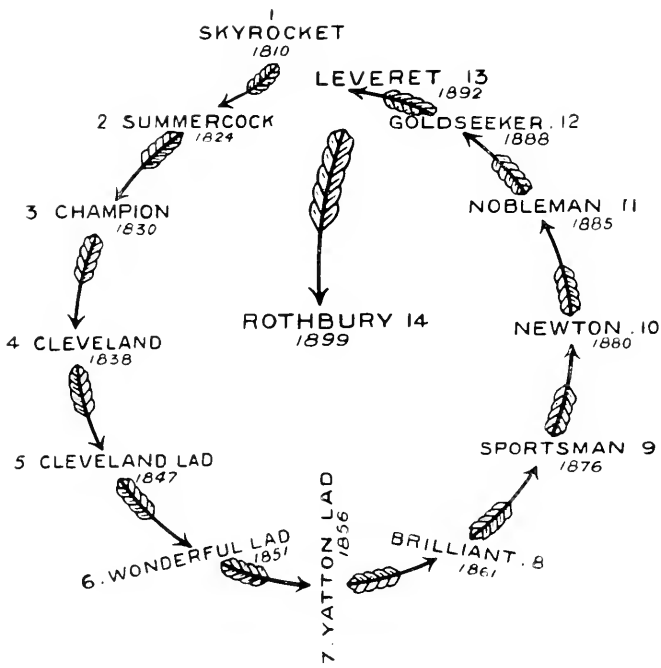 1
SKYROCKET
1810
2 SUMMERCOCK
1824
3 CHAMPION
1830
4 CLEVELAND
1838
5 CLEVELAND LAD
1847
6. WONDERFUL LAD
1851
7. YATTON LAD
1856
BRILLIANT. 8
1861
SPORTSMAN 9
1876
NEWTON. 10
1880
NOBLEMAN 11
1885
GOLDSEEKER. 12
1888
LEVERET. 13
1892
ROTHBURY 14
1899